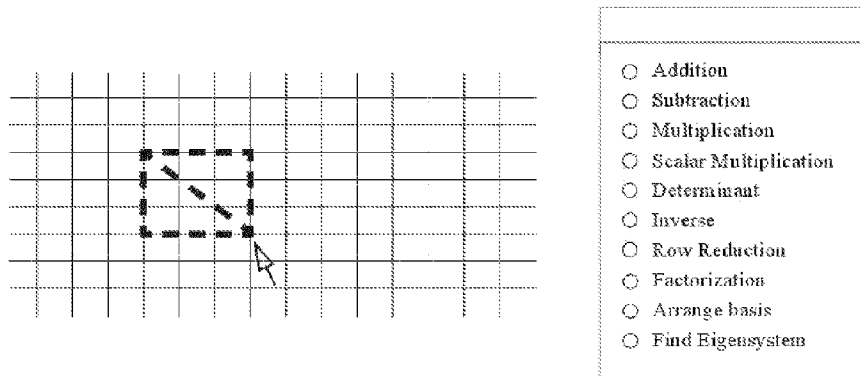 Addition
Subtraction
Multiplication
Scalar Multiplication
Determinant
Inverse
Row Reduction
Factorization
Arrange basis
Find Eigensystem